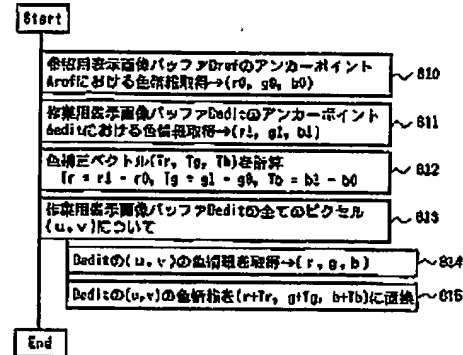 Start
参照用表示画像バッファDrefのアンカーポイント
Arefにおける色情報取得→(r0, g0, b0)
810
作業用表示画像バッファDeditのアンカーポイント
Aeditにおける色情報取得→(r1, g1, b1)
811
色補正ベクトル(Tr, Tg, Tb)を計算
Tr = r1 - r0, Tg = g1 - g0, Tb = b1 - b0
812
作業用表示画像バッファDeditの全てのピクセル
(u, v)について
813
Deditの(u, v)の色情報を取得→(r, g, b)
814
Deditの(u, v)の色情報を(r+Tr, g+Tg, b+Tb)に置換
815
End